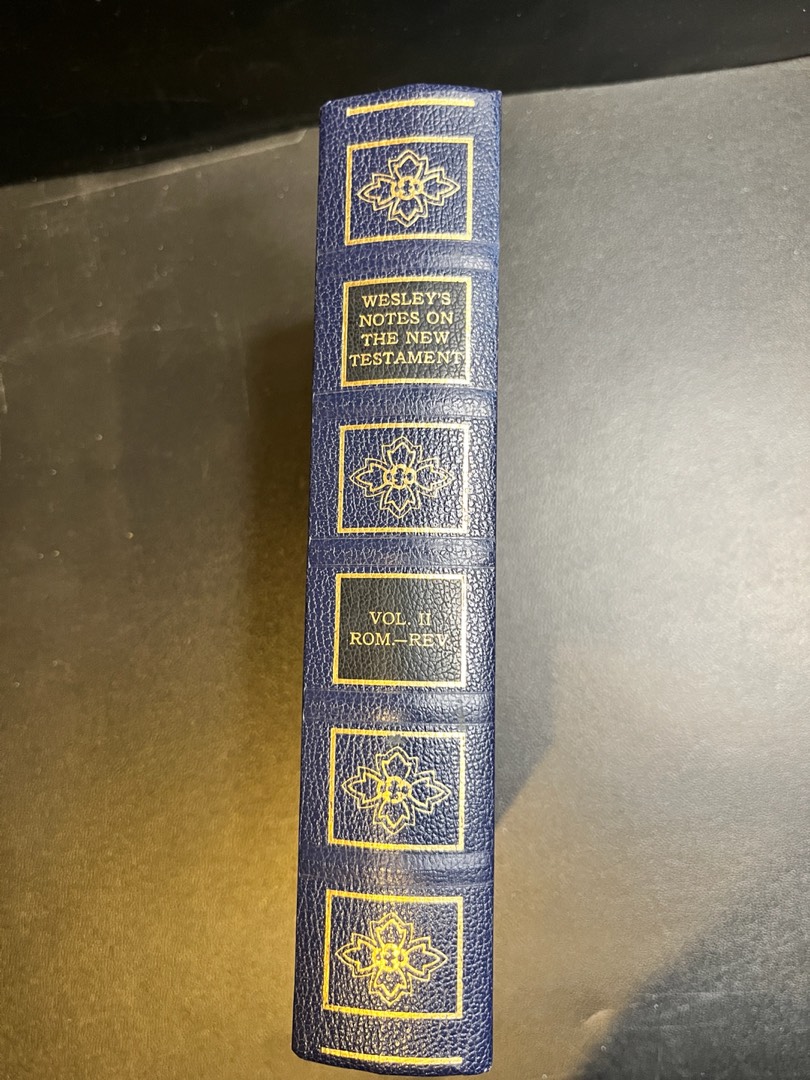 WESLEY'S
NOTES ON
THE NEW
TESTAMENT
VOL. II
ROM.—REV.